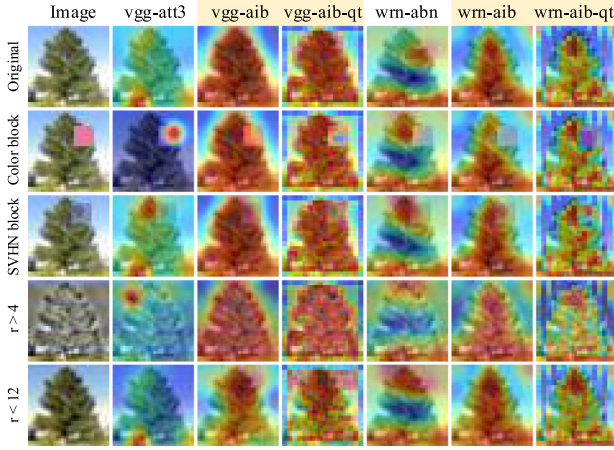 Image vgg-att3 vgg-aib vgg-aib-qt wrn-abn wrn-aib wrn-aib-qt
Original
Color block
SVHN block
r > 4
r < 12